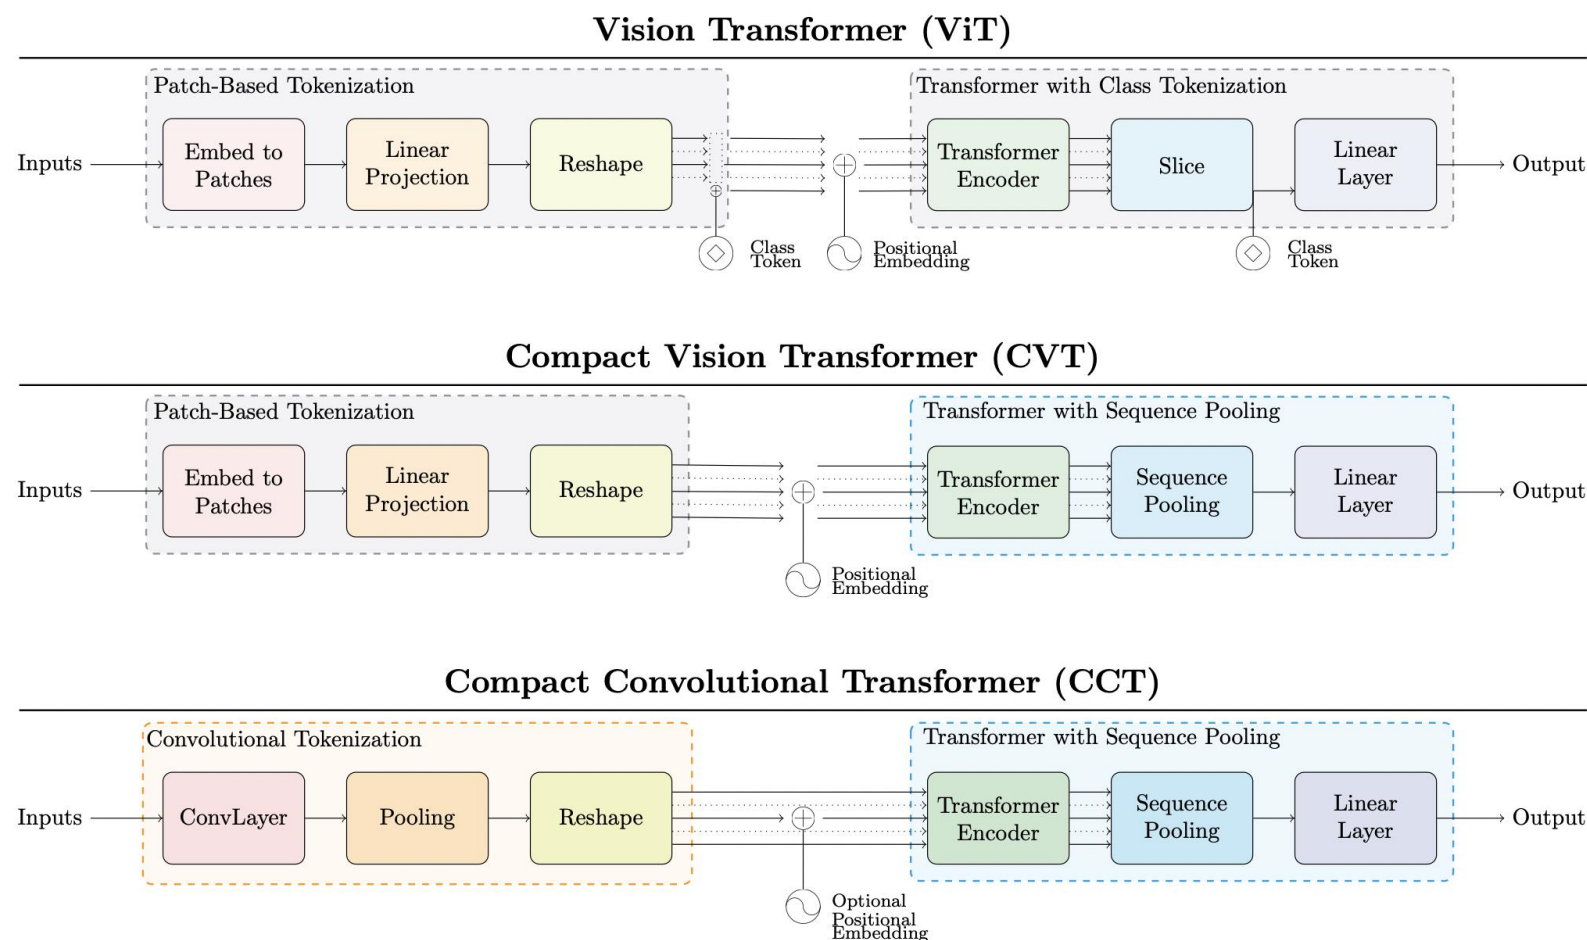 Vision Transformer (ViT)
Patch-Based Tokenization
Transformer with Class Tokenization
Inputs
Embed to
Patches
Linear
Projection
Reshape
Transformer
Encoder
Slice
Linear
Layer
Output
Class
Token
Positional
Embedding
Class
Token
Compact Vision Transformer (CVT)
Patch-Based Tokenization
Transformer with Sequence Pooling
Inputs
Embed to
Patches
Linear
Projection
Reshape
Transformer
Encoder
Sequence
Pooling
Linear
Layer
Output
Positional
Embedding
Compact Convolutional Transformer (CCT)
Convolutional Tokenization
Transformer with Sequence Pooling
Inputs
ConvLayer
Pooling
Reshape
Transformer
Encoder
Sequence
Pooling
Linear
Layer
Output
Optional
Positional
Embedding